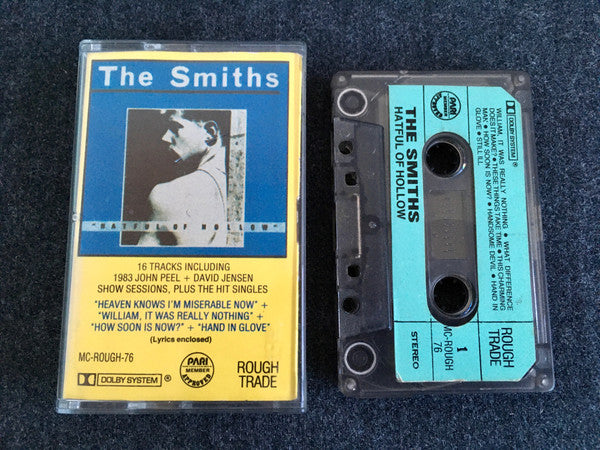 The Smiths
"HATFUL OF HOLLOW"
16 TRACKS INCLUDING
1983 JOHN PEEL + DAVID JENSEN
SHOW SESSIONS, PLUS THE HIT SINGLES
"HEAVEN KNOWS I'M MISERABLE NOW" +
"WILLIAM, IT WAS REALLY NOTHING" +
"HOW SOON IS NOW?" + "HAND IN GLOVE"
(Lyrics enclosed)
MC-ROUGH-76
DOLBY SYSTEM ®
PARI
MEMBER
APPROVED
ROUGH
TRADE
DOLBY SYSTEM ®
PARI
MEMBER
APPROVED
THE SMITHS
HATFUL OF HOLLOW
WILLIAM, IT WAS REALLY NOTHING • WHAT DIFFERENCE
DOES IT MAKE? • THESE THINGS TAKE TIME • THIS CHARMING
MAN • HOW SOON IS NOW? • HANDSOME DEVIL • HAND IN
GLOVE • STILL ILL
ROUGH
TRADE
1
MC-ROUGH
76
STEREO